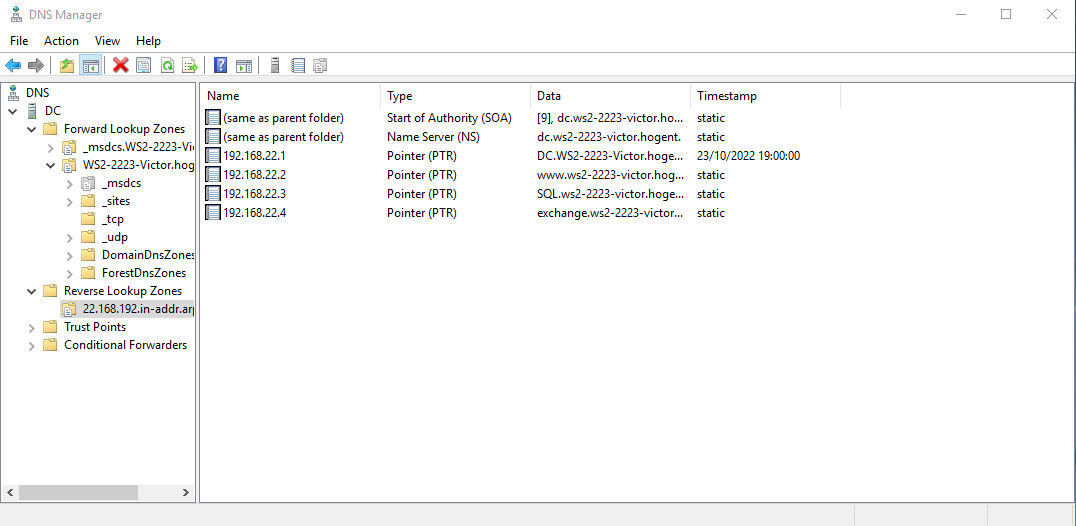 DNS Manager
File Action View Help
DNS
DC
Forward Lookup Zones
_msdcs.WS2-2223-Vi
WS2-2223-Victor.hog
_msdcs
_sites
_tcp
_udp
DomainDnsZones
ForestDnsZones
Reverse Lookup Zones
22.168.192.in-addr.arp
Trust Points
Conditional Forwarders
Name Type Data Timestamp
(same as parent folder) Start of Authority (SOA) [9], dc.ws2-2223-victor.ho... static
(same as parent folder) Name Server (NS) dc.ws2-2223-victor.hogent. static
192.168.22.1 Pointer (PTR) DC.WS2-2223-Victor.hoge... 23/10/2022 19:00:00
192.168.22.2 Pointer (PTR) www.ws2-2223-victor.hoge... static
192.168.22.3 Pointer (PTR) SQL.ws2-2223-victor.hoge... static
192.168.22.4 Pointer (PTR) exchange.ws2-2223-victor... static